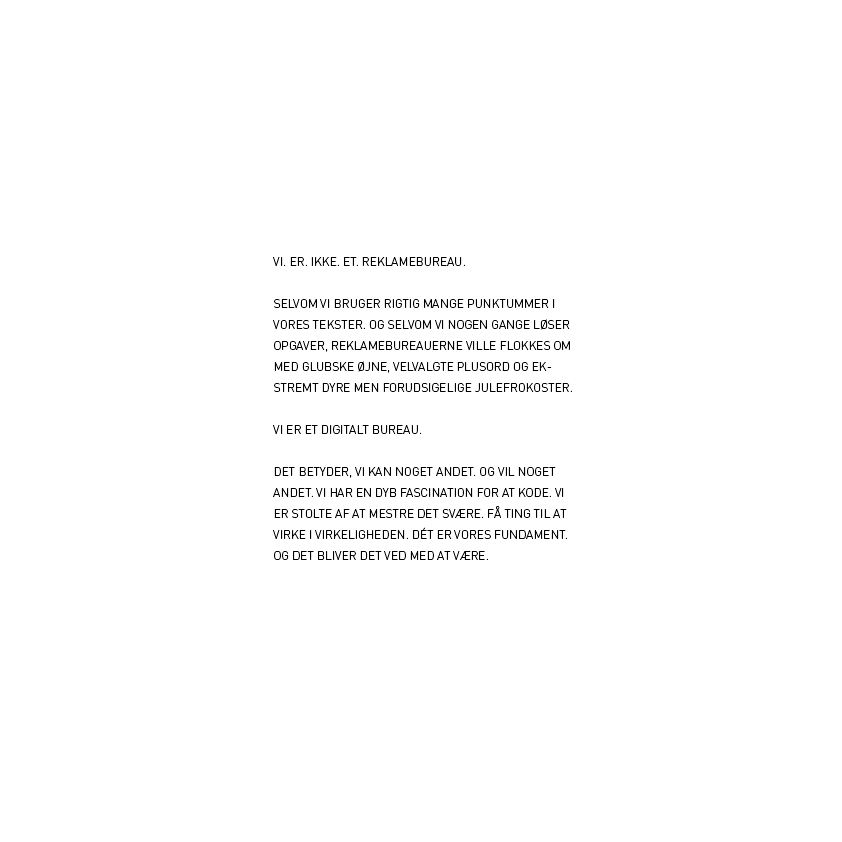 VI. ER. IKKE. ET. REKLAMEBUREAU.
SELVOM VI BRUGER RIGTIG MANGE PUNKTUMMER I
VORES TEKSTER. OG SELVOM VI NOGEN GANGE LØSER
OPGAVER, REKLAMEBUREAUERNE VILLE FLOKKES OM
MED GLUBSKE ØJNE, VELVALGTE PLUSORD OG EK-
STREMT DYRE MEN FORUDSIGELIGE JULEFROKOSTER.
VI ER ET DIGITALT BUREAU.
DET BETYDER, VI KAN NOGET ANDET. OG VIL NOGET
ANDET. VI HAR EN DYB FASCINATION FOR AT KODE. VI
ER STOLTE AF AT MESTRE DET SVÆRE. FÅ TING TIL AT
VIRKE I VIRKELIGHEDEN. DÉT ER VORES FUNDAMENT.
OG DET BLIVER DET VED MED AT VÆRE.